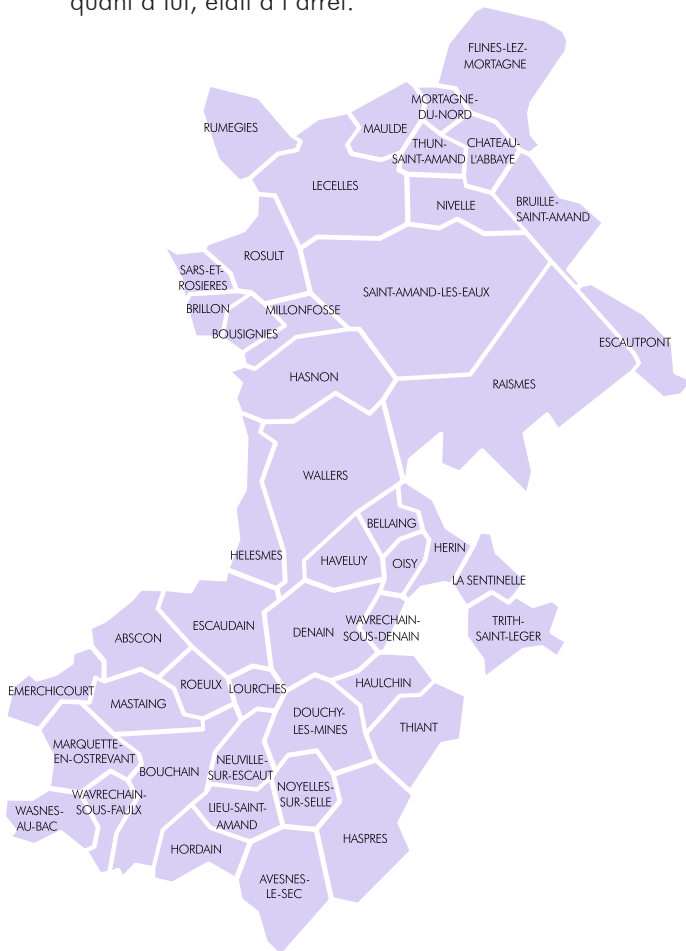 quant à lui, était à l'arrêt.
FLINES-LEZ-
MORTAGNE
MORTAGNE-
DU-NORD
RUMEGIES
MAULDE
THUN-
SAINT-AMAND
CHATEAU-
L'ABBAYE
LECELLES
NIVELLE
BRUILLE-
SAINT-AMAND
ROSULT
SARS-ET-
ROSIERES
SAINT-AMAND-LES-EAUX
BRILLON
MILLONFOSSE
BOUSIGNIES
ESCAUTPONT
HASNON
RAISMES
WALLERS
BELLAING
HELESMES
HAVELUY
OISY
HERIN
LA SENTINELLE
ESCAUDAIN
DENAIN
WAVRECHAIN-
SOUS-DENAIN
TRITH-
SAINT-LEGER
ABSCON
EMERCHICOURT
MASTAING
ROEULX
LOURCHES
HAULCHIN
DOUCHY-
LES-MINES
THIANT
MARQUETTE-
EN-OSTREVANT
BOUCHAIN
NEUVILLE-
SUR-ESCAUT
NOYELLES-
SUR-SELLE
WAVRECHAIN-
SOUS-FAULX
WASNES-
AU-BAC
LIEU-SAINT-
AMAND
HORDAIN
HASPRES
AVESNES-
LE-SEC